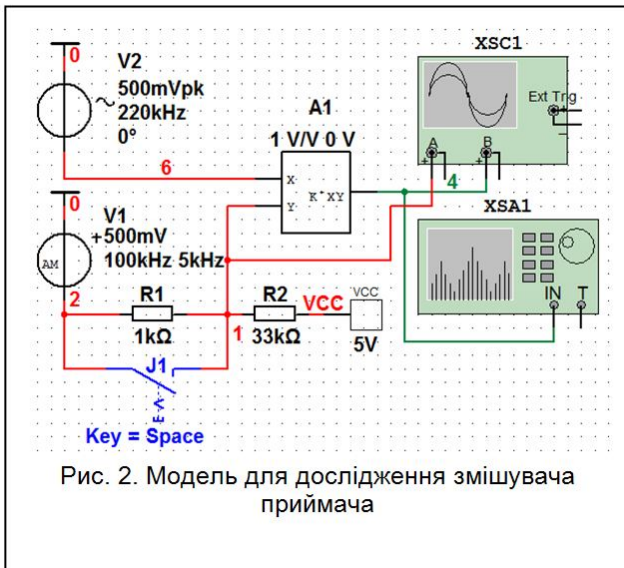 XSC1
0
V2
500mVpk
220kHz
0°
Ext Trig
A1
1 V/V 0 V
A
B
6
X
Y
K*XY
4
XSA1
0
V1
500mV
100kHz 5kHz
AM
IN
T
2
R1
1kΩ
1
R2
33kΩ
VCC
VCC
5V
J1
Key = Space
Рис. 2. Модель для дослідження змішувача
приймача